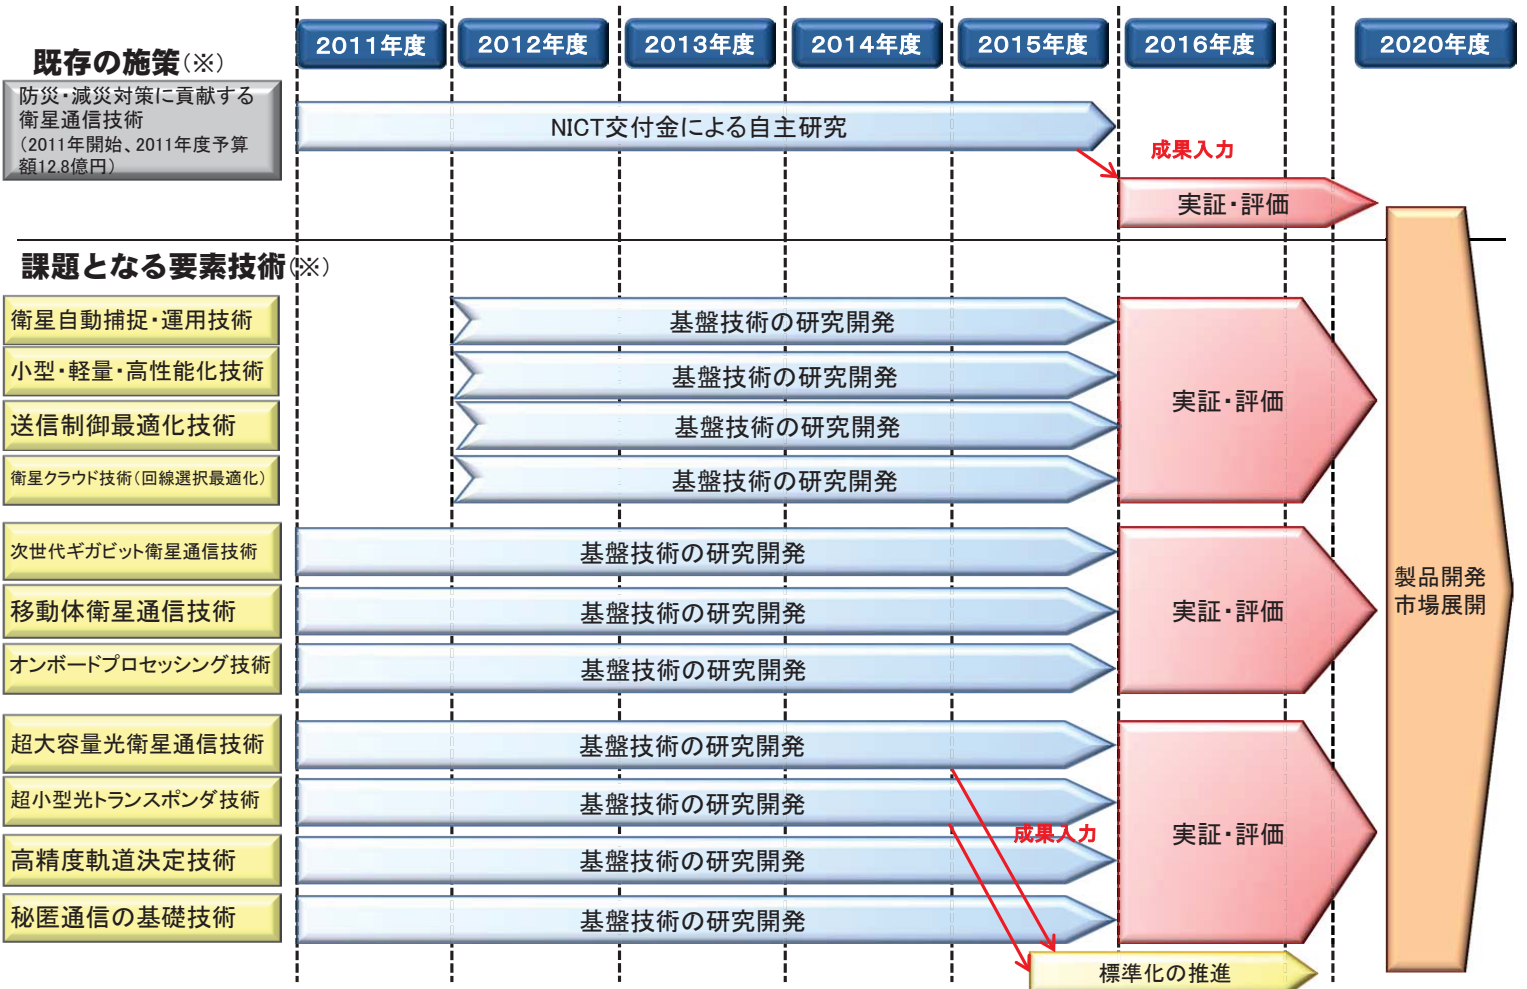 2011年度
2012年度
2013年度
2014年度
2015年度
2016年度
2020年度
既存の施策(※)
防災・減災対策に貢献する
衛星通信技術
(2011年開始、2011年度予算
額12.8億円)
NICT交付金による自主研究
成果入力
実証・評価
課題となる要素技術(※)
衛星自動捕捉・運用技術
基盤技術の研究開発
小型・軽量・高性能化技術
基盤技術の研究開発
送信制御最適化技術
基盤技術の研究開発
衛星クラウド技術(回線選択最適化)
基盤技術の研究開発
実証・評価
次世代ギガビット衛星通信技術
基盤技術の研究開発
移動体衛星通信技術
基盤技術の研究開発
オンボードプロセッシング技術
基盤技術の研究開発
実証・評価
製品開発
市場展開
超大容量光衛星通信技術
基盤技術の研究開発
超小型光トランスポンダ技術
基盤技術の研究開発
成果入力
高精度軌道決定技術
基盤技術の研究開発
秘匿通信の基礎技術
基盤技術の研究開発
実証・評価
標準化の推進